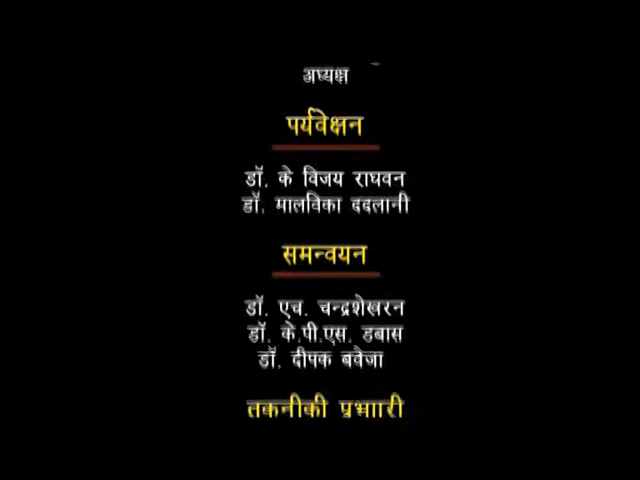 अध्यक्ष
पर्यवेक्षन
डॉ. के विजय राघवन
डॉ. मालविका ददलानी
समन्वयन
डॉ. एच. चन्द्रशेखरन
डॉ. के.पी.एस. डबास
डॉ. दीपक बवेजा
तकनीकी प्रभाारी